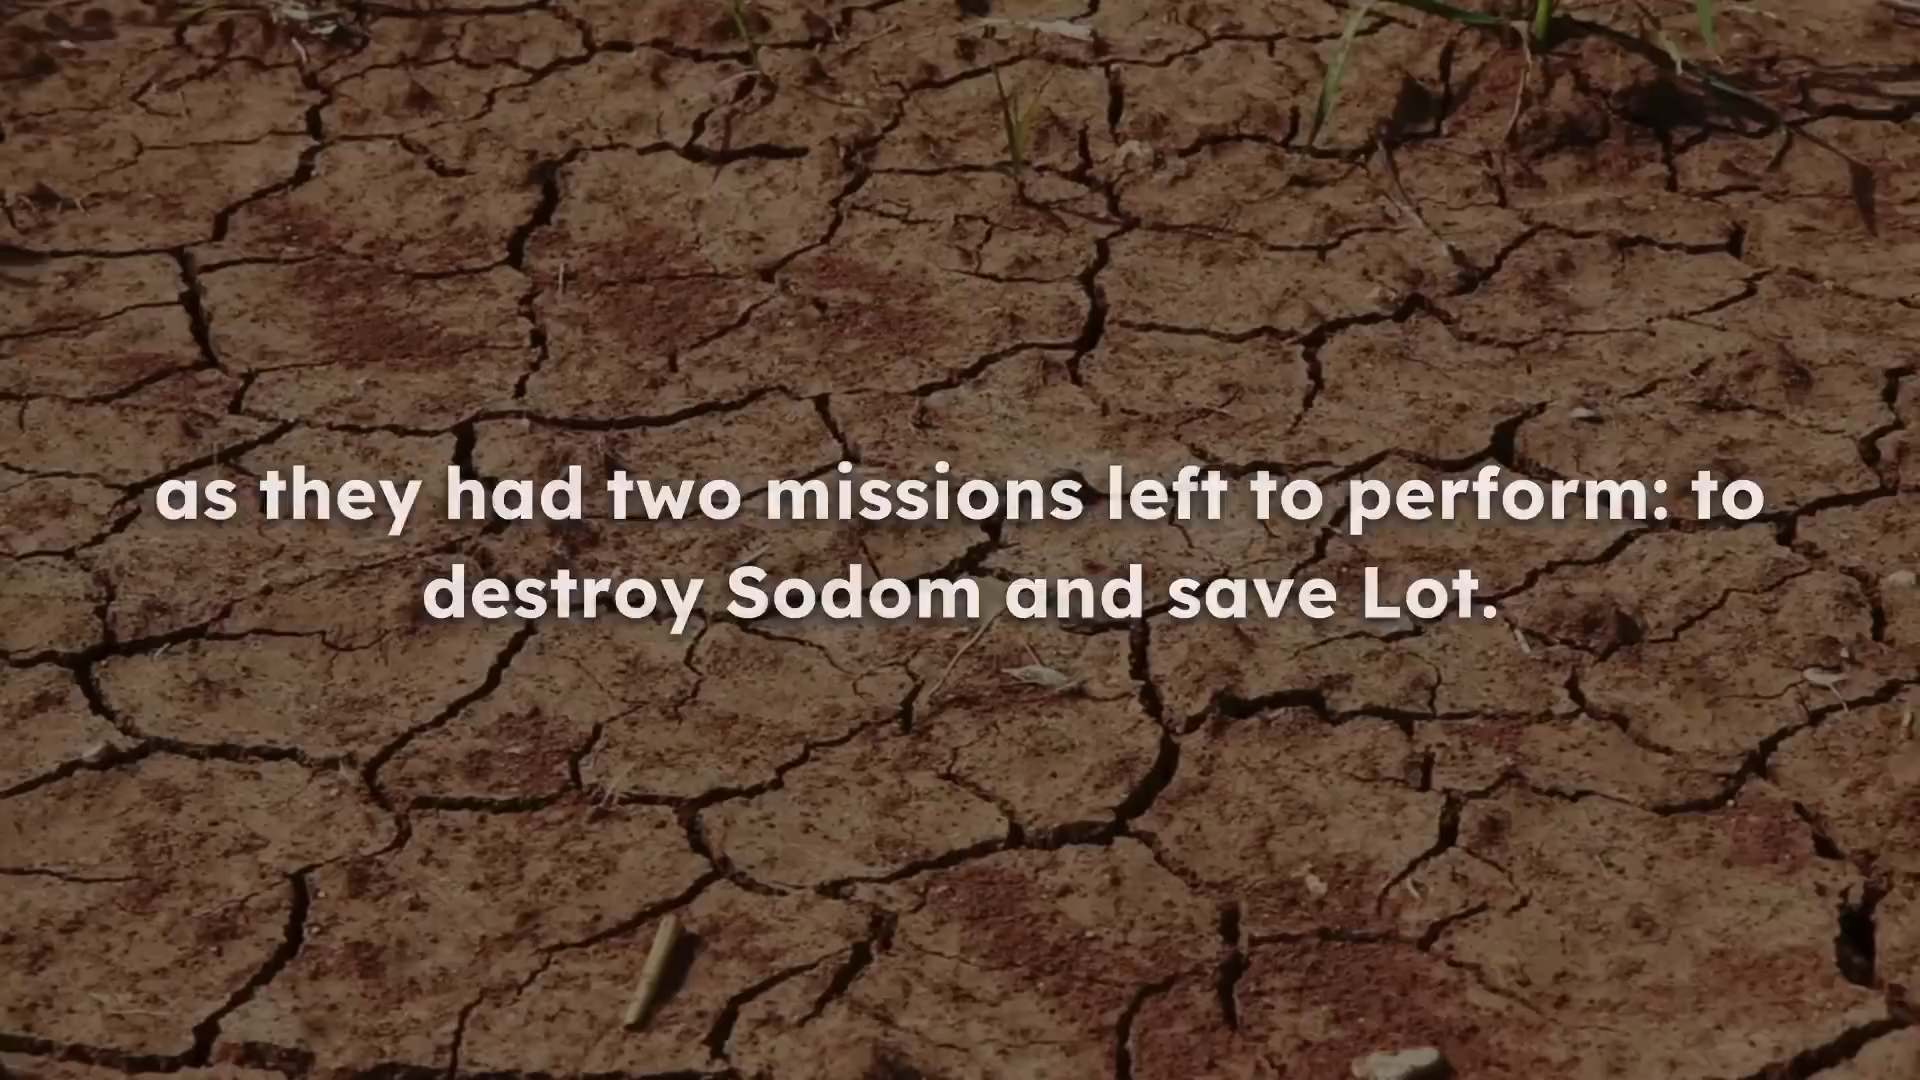 as they had two missions left to perform: to
destroy Sodom and save Lot.